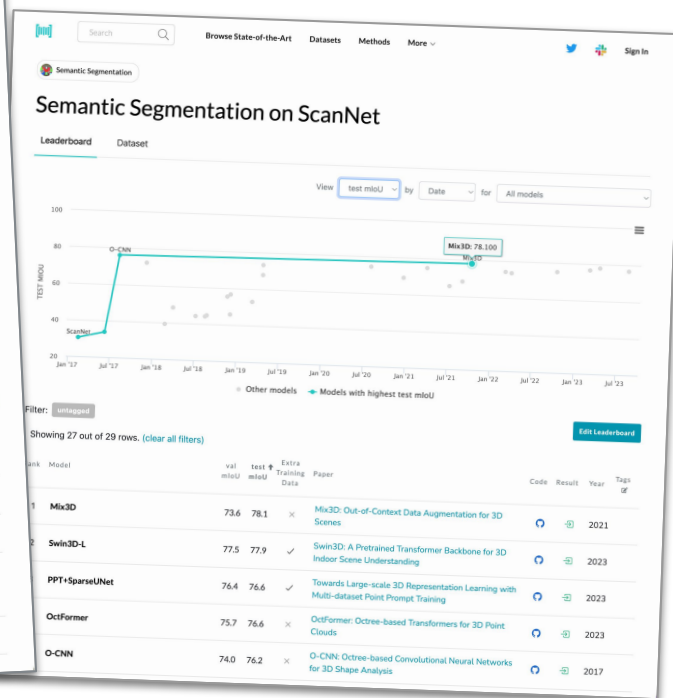 Search
Browse State-of-the-Art Datasets Methods More
Sign In
Semantic Segmentation
Semantic Segmentation on ScanNet
Leaderboard Dataset
View test mIoU by Date for All models
100
80
60
40
20
TEST MIOU
ScanNet
O-CNN
Mix3D: 78.100
Mix3D
Jan '17 Jul '17 Jan '18 Jul '18 Jan '19 Jul '19 Jan '20 Jul '20 Jan '21 Jul '21 Jan '22 Jul '22 Jan '23 Jul '23
Other models Models with highest test mIoU
Filter: untagged
Edit Leaderboard
Showing 27 out of 29 rows. (clear all filters)
ank Model val mIoU test mIoU Extra Training Data Paper Code Result Year Tags
1 Mix3D 73.6 78.1 × Mix3D: Out-of-Context Data Augmentation for 3D
Scenes 2021
2 Swin3D-L 77.5 77.9 ✓ Swin3D: A Pretrained Transformer Backbone for 3D
Indoor Scene Understanding 2023
PPT+SparseUNet 76.4 76.6 ✓ Towards Large-scale 3D Representation Learning with
Multi-dataset Point Prompt Training 2023
OctFormer 75.7 76.6 × OctFormer: Octree-based Transformers for 3D Point
Clouds 2023
O-CNN 74.0 76.2 × O-CNN: Octree-based Convolutional Neural Networks
for 3D Shape Analysis 2017